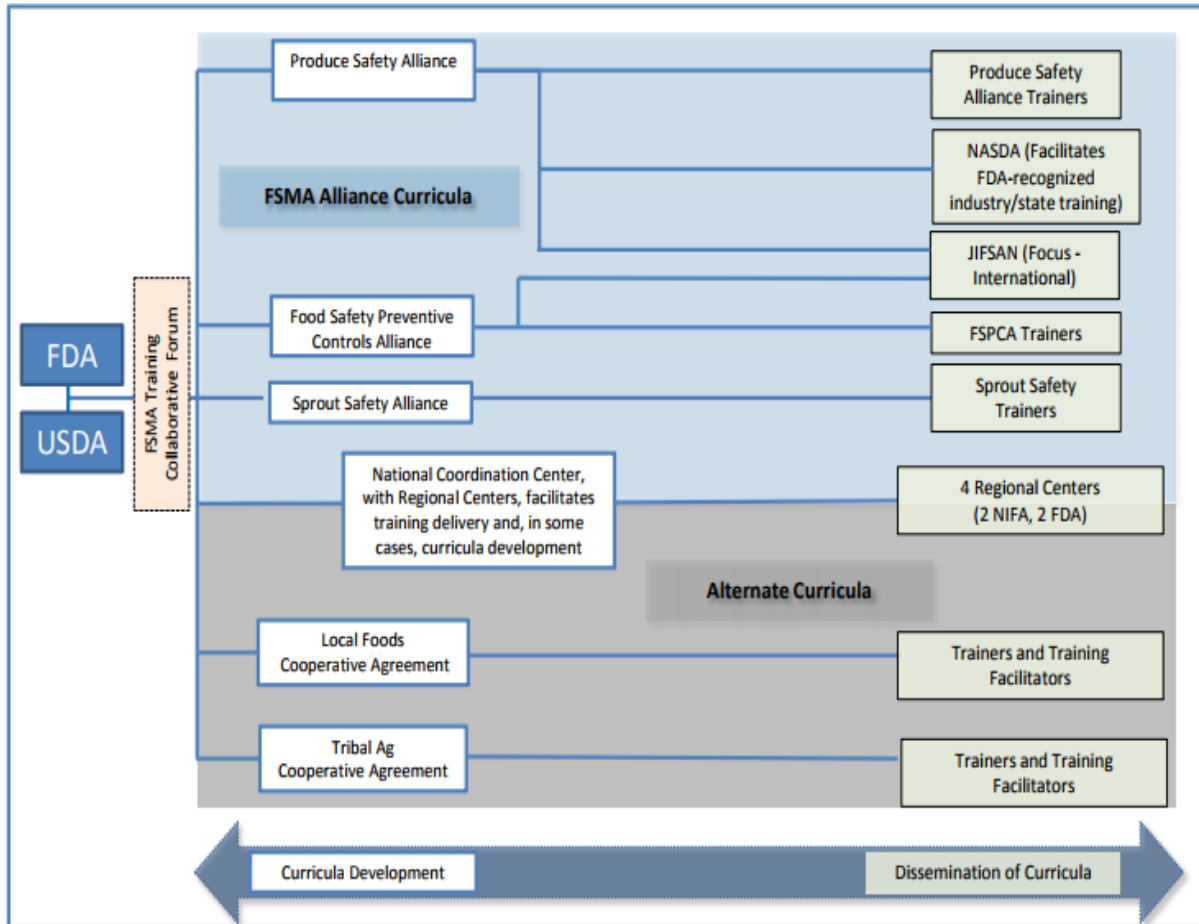 Produce Safety Alliance
Produce Safety
Alliance Trainers
NASDA (Facilitates
FDA-recognized
industry/state training)
FSMA Alliance Curricula
JIFSAN (Focus -
International)
FSMA Training
Collaborative Forum
FDA
USDA
Food Safety Preventive
Controls Alliance
FSPCA Trainers
Sprout Safety Alliance
Sprout Safety
Trainers
National Coordination Center,
with Regional Centers, facilitates
training delivery and, in some
cases, curricula development
4 Regional Centers
(2 NIFA, 2 FDA)
Alternate Curricula
Local Foods
Cooperative Agreement
Trainers and Training
Facilitators
Tribal Ag
Cooperative Agreement
Trainers and Training
Facilitators
Curricula Development
Dissemination of Curricula